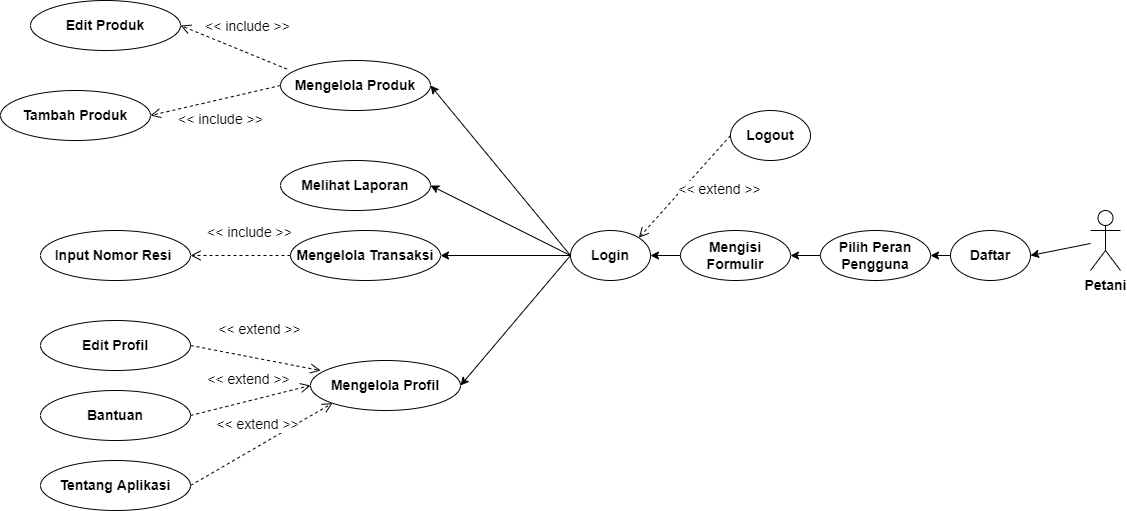 Edit Produk
<< include >>
Mengelola Produk
Tambah Produk
<< include >>
Logout
Melihat Laporan
<< extend >>
Input Nomor Resi
<< include >>
Mengelola Transaksi
Login
Mengisi
Formulir
Pilih Peran
Pengguna
Daftar
Petani
<< extend >>
Edit Profil
<< extend >>
Mengelola Profil
Bantuan
<< extend >>
Tentang Aplikasi